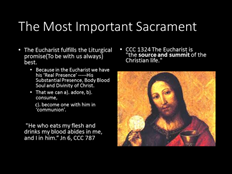 The Most Important Sacrament
• The Eucharist fulfills the Liturgical
promise(To be with us always)
best.
• Because in the Eucharist we have
his 'Real Presence' ----His
Substantial Presence, Body Blood
Soul and Divinity of Christ.
• That we can a). adore, b).
consume,
c). become one with him in
'communion'.
"He who eats my flesh and
drinks my blood abides in me,
and I in him." Jn 6, CCC 787
• CCC 1324 The Eucharist is
"the source and summit of the
Christian life."